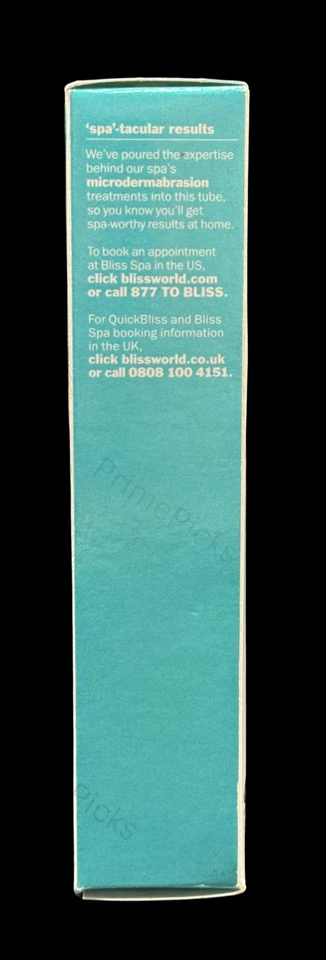 'spa'-tacular results
We've poured the expertise
behind our spa's
microdermabrasion
treatments into this tube,
so you know you'll get
spa-worthy results at home.
To book an appointment
at Bliss Spa in the US,
click blissworld.com
or call 877 TO BLISS.
For QuickBliss and Bliss
Spa booking information
in the UK,
click blissworld.co.uk
or call 0808 100 4151.
PrimePicks
Picks